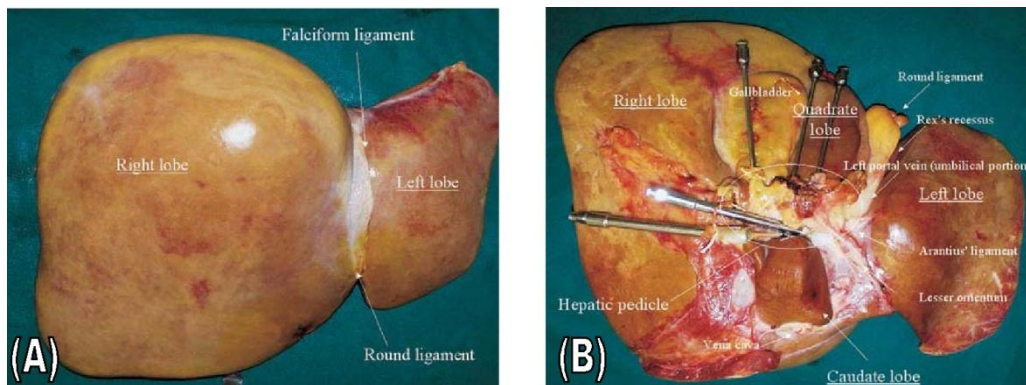 Falciform ligament
Right lobe
Left lobe
Round ligament
(A)
Round ligament
Right lobe
Gallbladder
Quadrate
lobe
Rex's recessus
Left portal vein (umbilical portion
Left lobe
Arantius' ligament
Hepatic pedicle
Lesser omentum
Vena cava
Caudate lobe
(B)